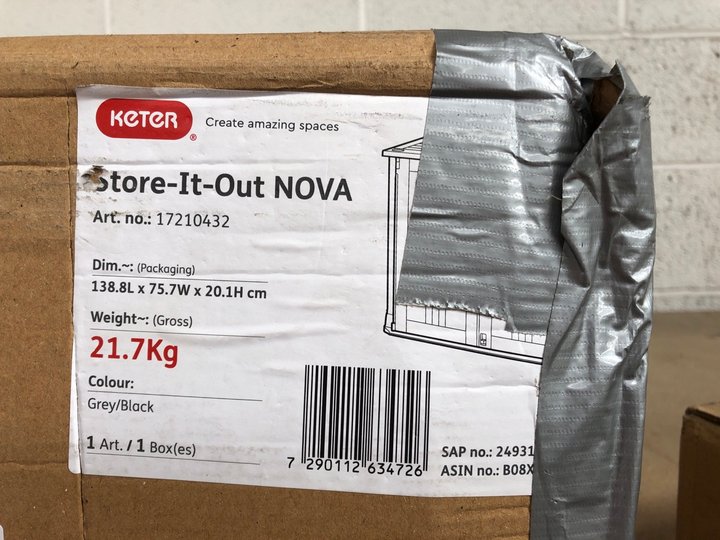 KETER ® Create amazing spaces
Store-It-Out NOVA
Art. no.: 17210432
Dim.~: (Packaging)
138.8L x 75.7W x 20.1H cm
Weight~: (Gross)
21.7Kg
Colour:
Grey/Black
1 Art. / 1 Box(es)
7 290112 634726
SAP no.: 24931
ASIN no.: B08X